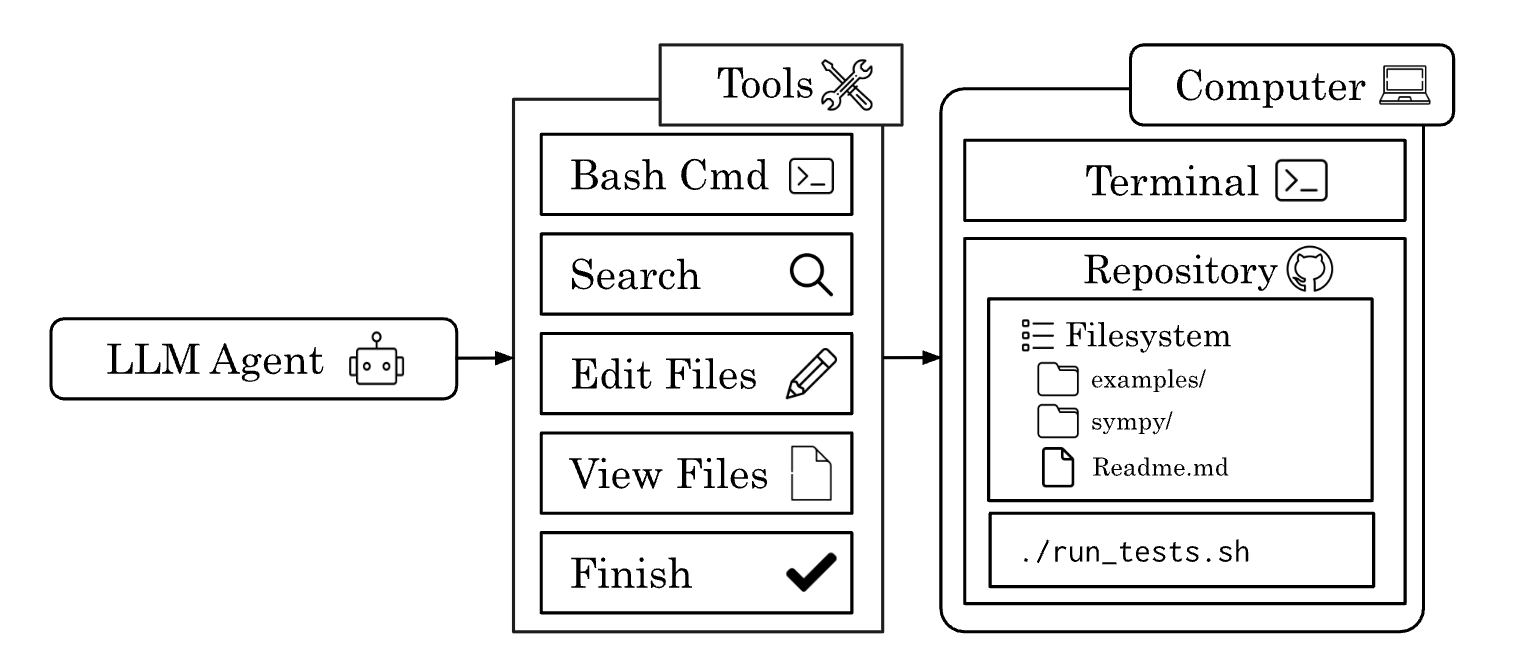 LLM Agent
Tools
Bash Cmd
Search
Edit Files
View Files
Finish
Computer
Terminal
Repository
Filesystem
examples/
sympy/
Readme.md
./run_tests.sh